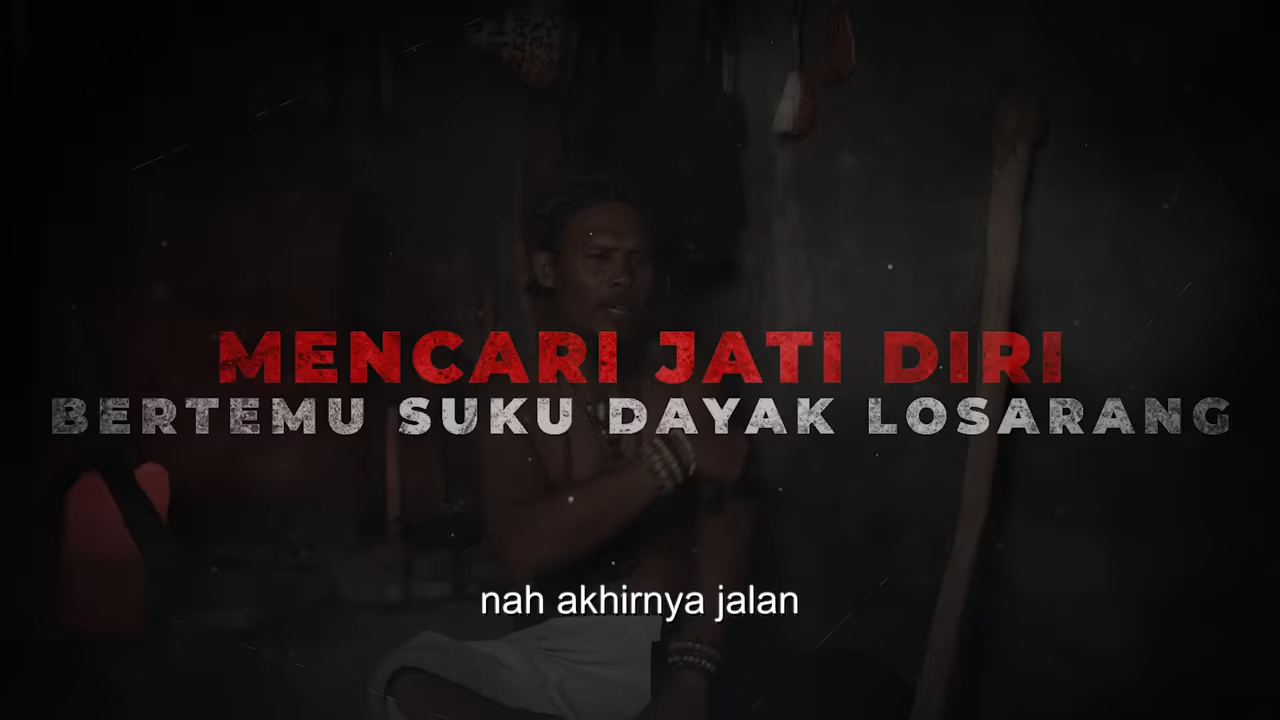 MENCARI JATI DIRI
BERTEMU SUKU DAYAK LOSARANG
nah akhirnya jalan